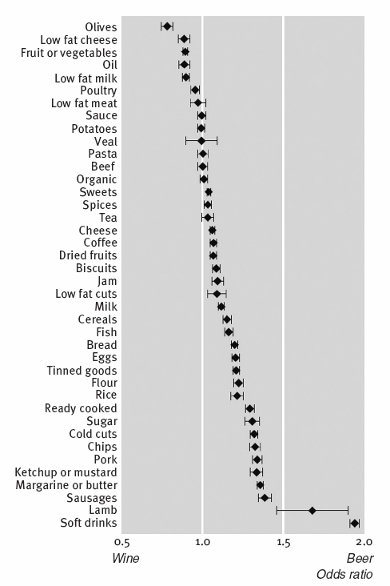 Olives
Low fat cheese
Fruit or vegetables
Oil
Low fat milk
Poultry
Low fat meat
Sauce
Potatoes
Veal
Pasta
Beef
Organic
Sweets
Spices
Tea
Cheese
Coffee
Dried fruits
Biscuits
Jam
Low fat cuts
Milk
Cereals
Fish
Bread
Eggs
Tinned goods
Flour
Rice
Ready cooked
Sugar
Cold cuts
Chips
Pork
Ketchup or mustard
Margarine or butter
Sausages
Lamb
Soft drinks
0.5 1.0 1.5 2.0
Wine Beer
Odds ratio